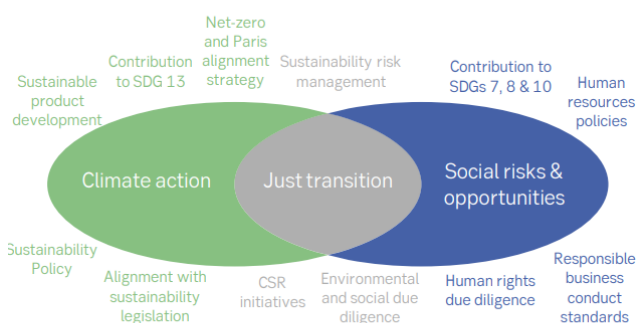 Net-zero
and Paris
alignment
strategy
Contribution
to SDG 13
Sustainability risk
management
Contribution to
SDGs 7, 8 & 10
Sustainable
product
development
Human
resources
policies
Climate action
Just transition
Social risks &
opportunities
Sustainability
Policy
Alignment with
sustainability
legislation
CSR
initiatives
Environmental
and social due
diligence
Human rights
due diligence
Responsible
business
conduct
standards